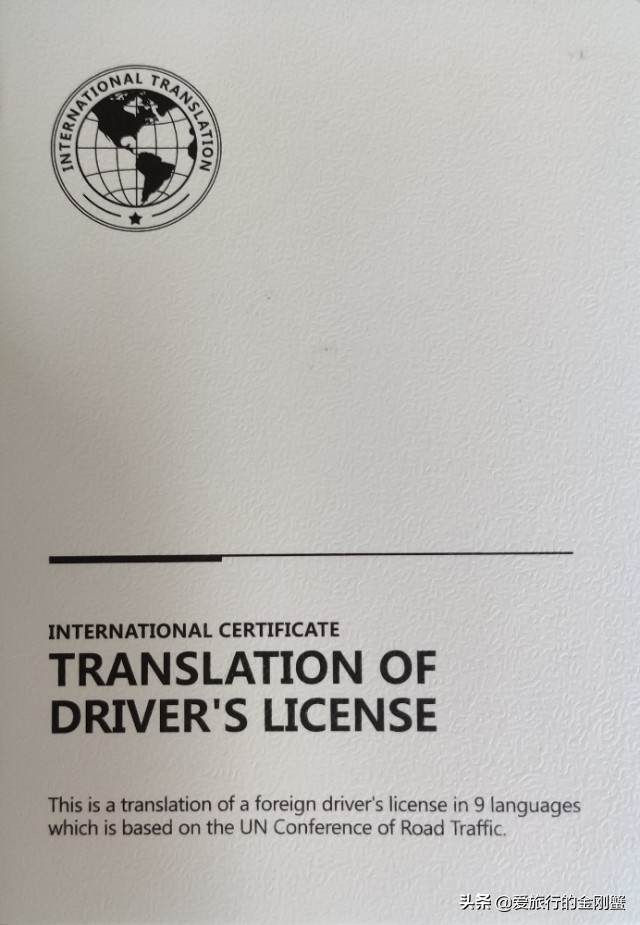 INTERNATIONAL TRANSLATION
INTERNATIONAL CERTIFICATE
TRANSLATION OF
DRIVER'S LICENSE
This is a translation of a foreign driver's license in 9 languages
which is based on the UN Conference of Road Traffic.
头条 @爱旅行的金刚蟹